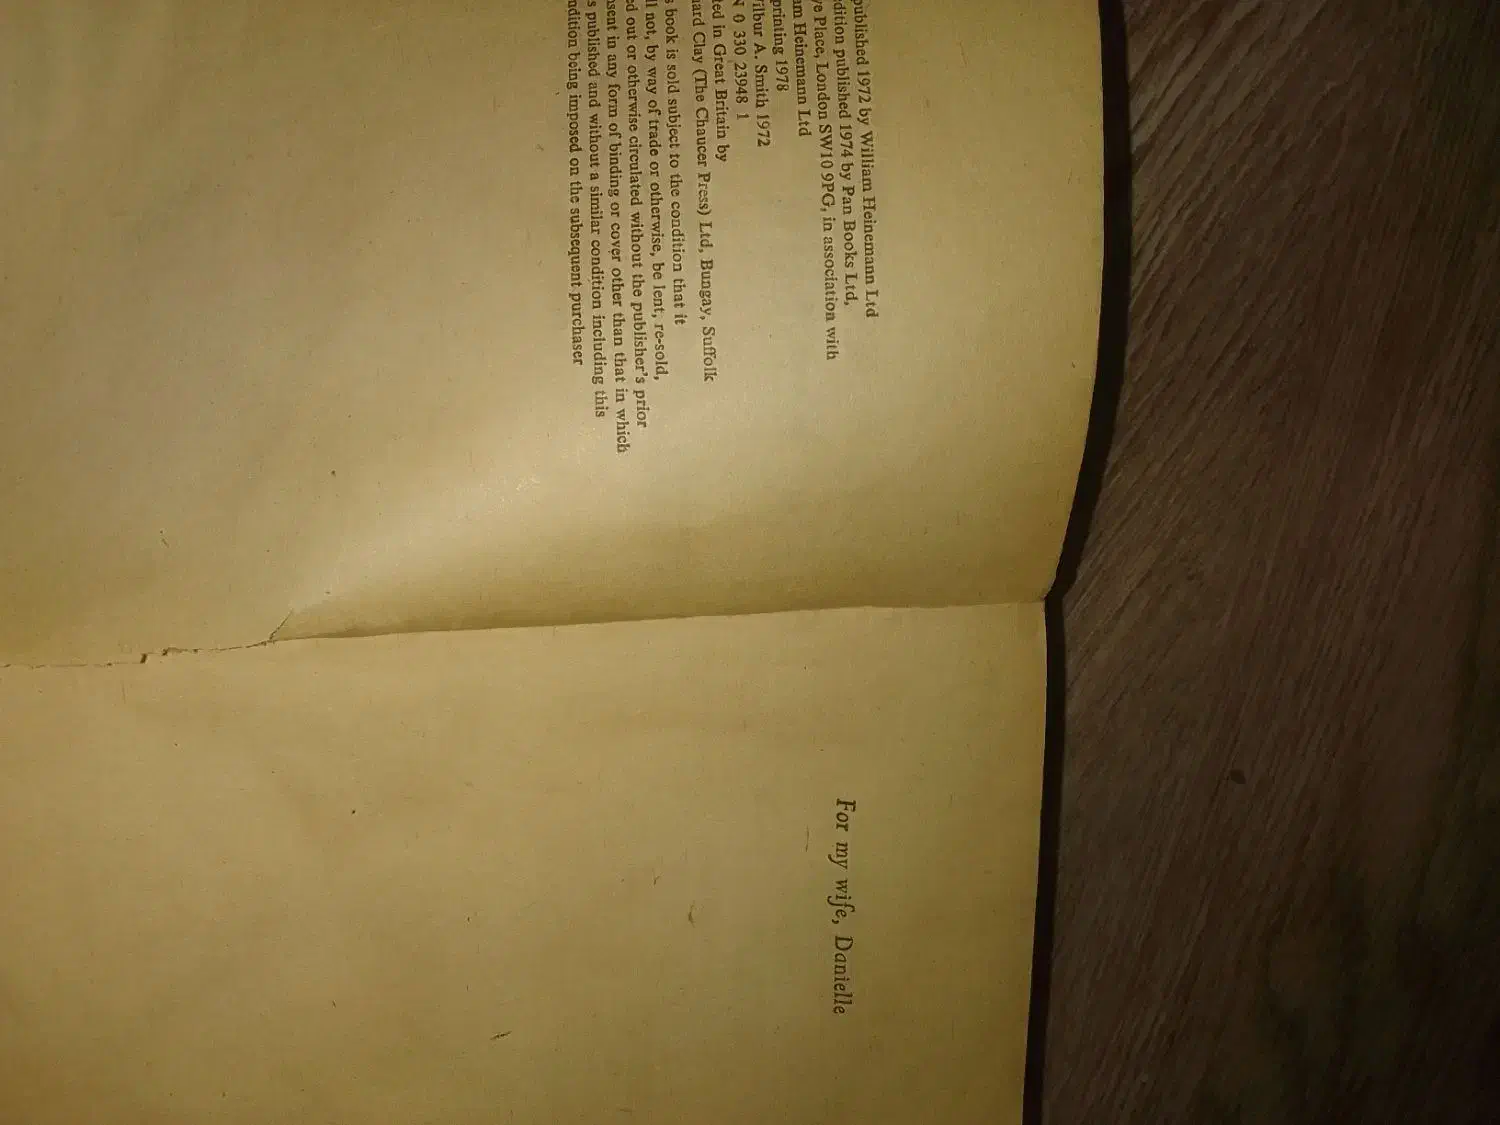 published 1972 by William Heinemann Ltd
dition published 1974 by Pan Books Ltd,
ye Place, London SW10 9PG, in association with
am Heinemann Ltd
printing 1978
ilbur A. Smith 1972
N 0 330 23948 1
ted in Great Britain by
ard Clay (The Chaucer Press) Ltd, Bungay, Suffolk
s book is sold subject to the condition that it
ll not, by way of trade or otherwise, be lent, re-sold,
ed out or otherwise circulated without the publisher's prior
sent in any form of binding or cover other than that in which
s published and without a similar condition including this
ndition being imposed on the subsequent purchaser
For my wife, Danielle